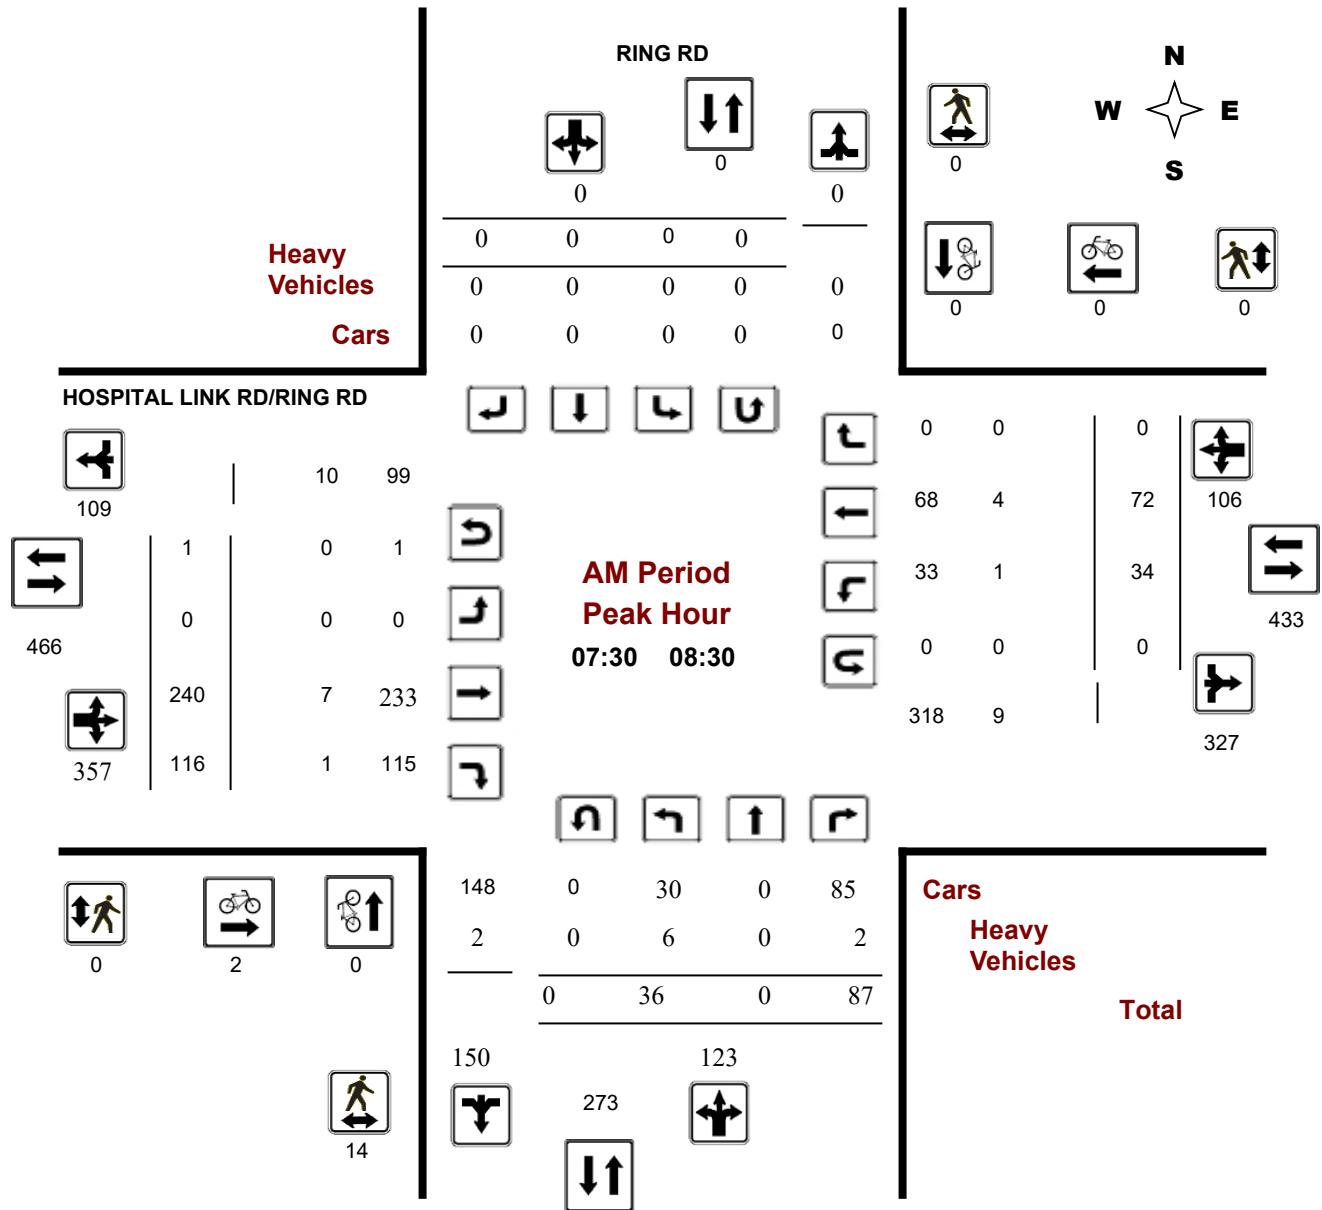 RING RD
N
W E
S
0
0
0
0 0
0 0 0 0
Heavy
Vehicles
0 0 0 0 0
Cars
0 0 0 0 0
0 0 0
HOSPITAL LINK RD/RING RD
109
10 99
1 0 1
0 0 0
240 7 233
116 1 115
466
357
AM Period
Peak Hour
07:30 08:30
0 0 0
68 4 72
106
33 1 34
433
0 0 0
318 9
327
148 0 30 0 85
2 0 6 0 2
0 36 0 87
Cars
Heavy
Vehicles
Total
0 2 0
150 123
273
14